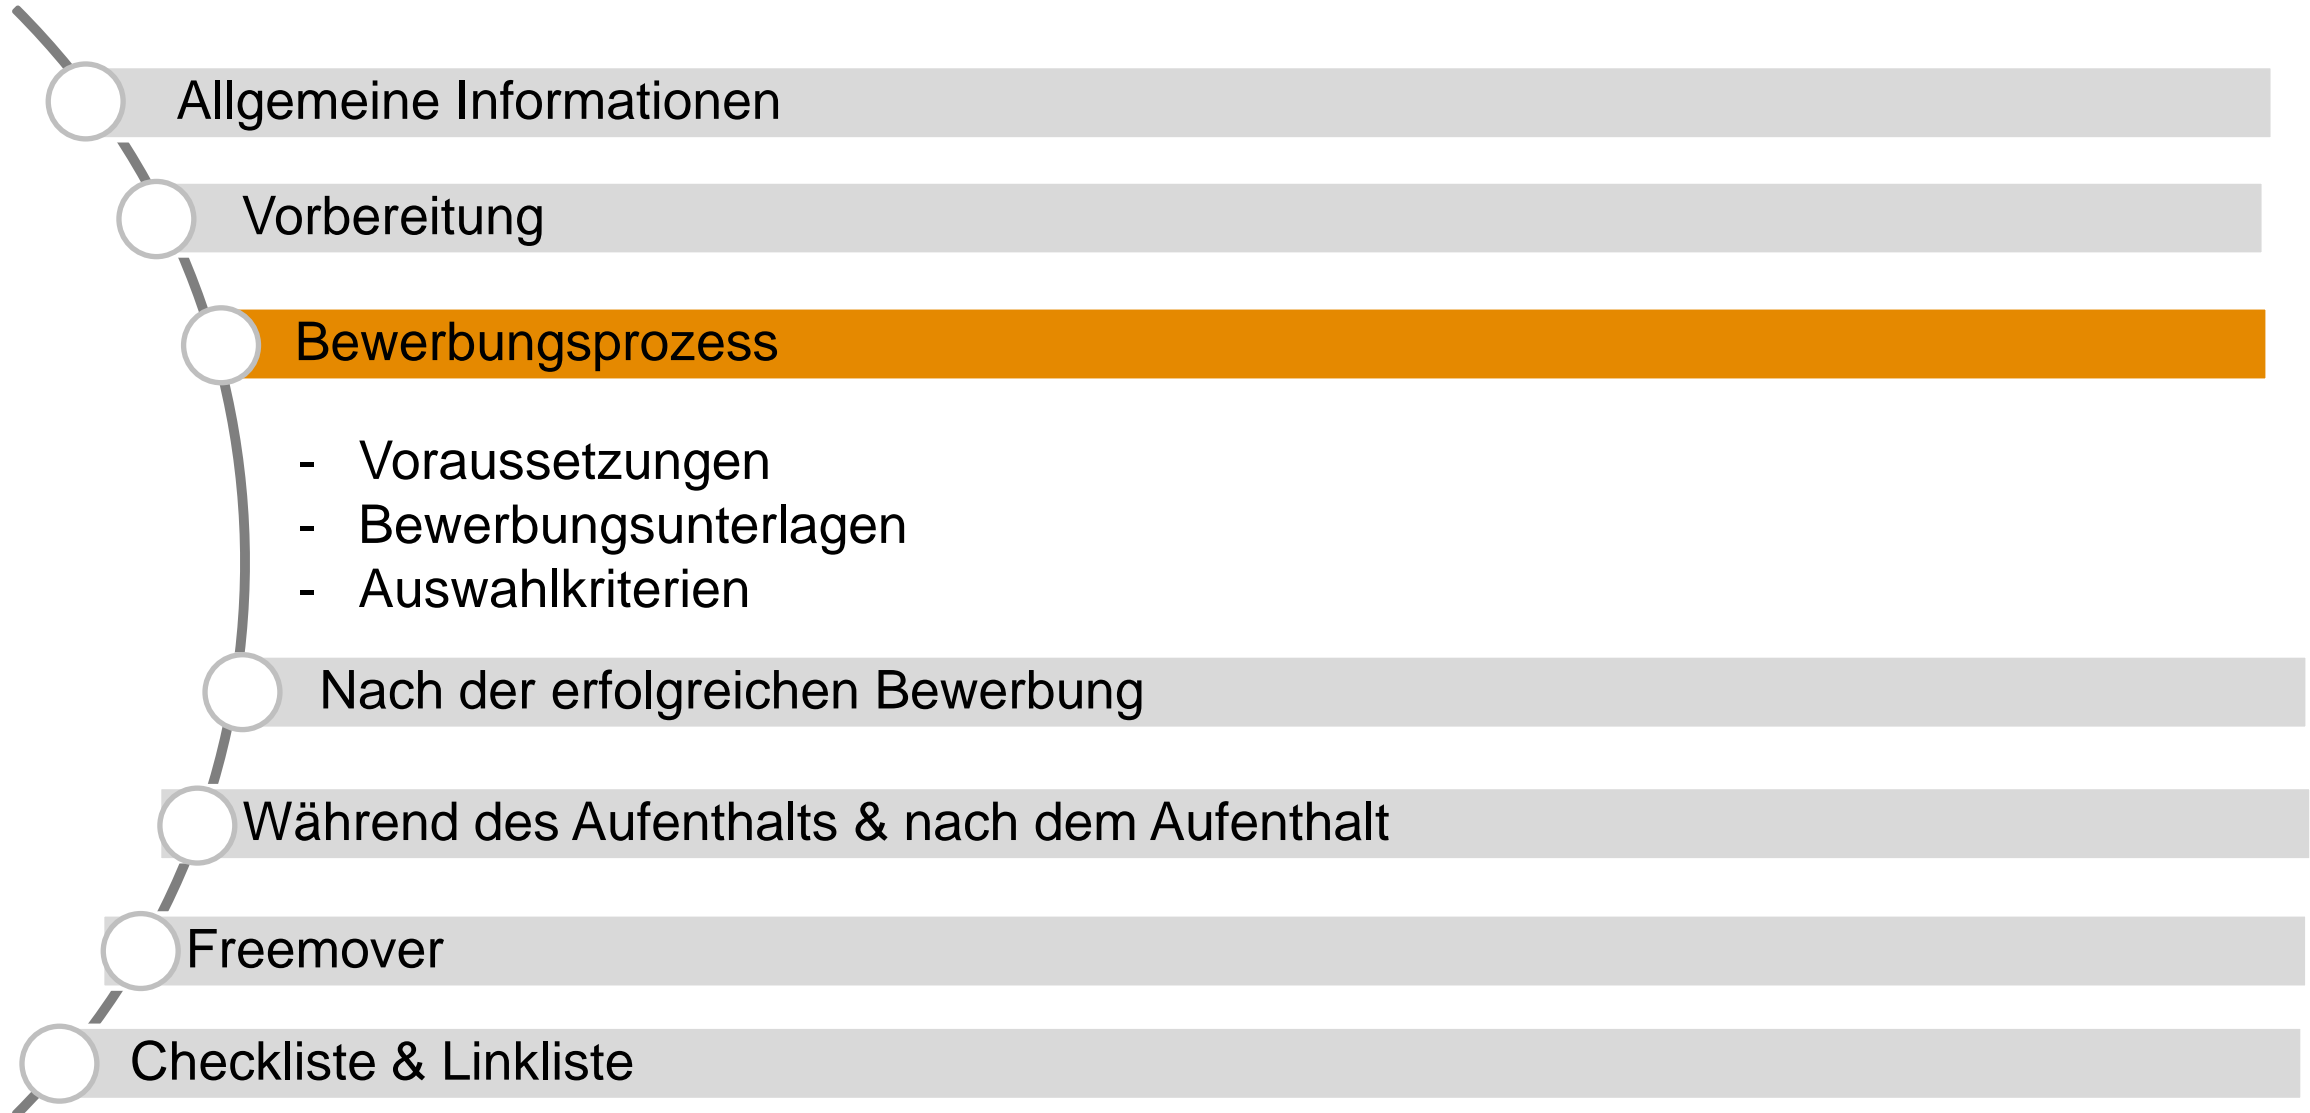 Allgemeine Informationen
Vorbereitung
Bewerbungsprozess
- Voraussetzungen
- Bewerbungsunterlagen
- Auswahlkriterien
Nach der erfolgreichen Bewerbung
Während des Aufenthalts & nach dem Aufenthalt
Freemover
Checkliste & Linkliste